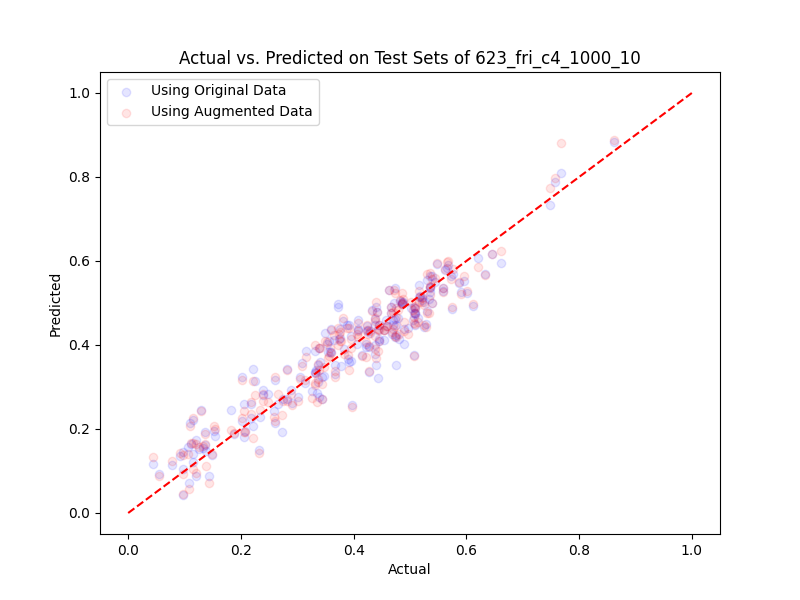 Actual vs. Predicted on Test Sets of 623_fri_c4_1000_10
Using Original Data
Using Augmented Data
1.0
0.8
0.6
0.4
0.2
0.0
Predicted
0.0 0.2 0.4 0.6 0.8 1.0
Actual